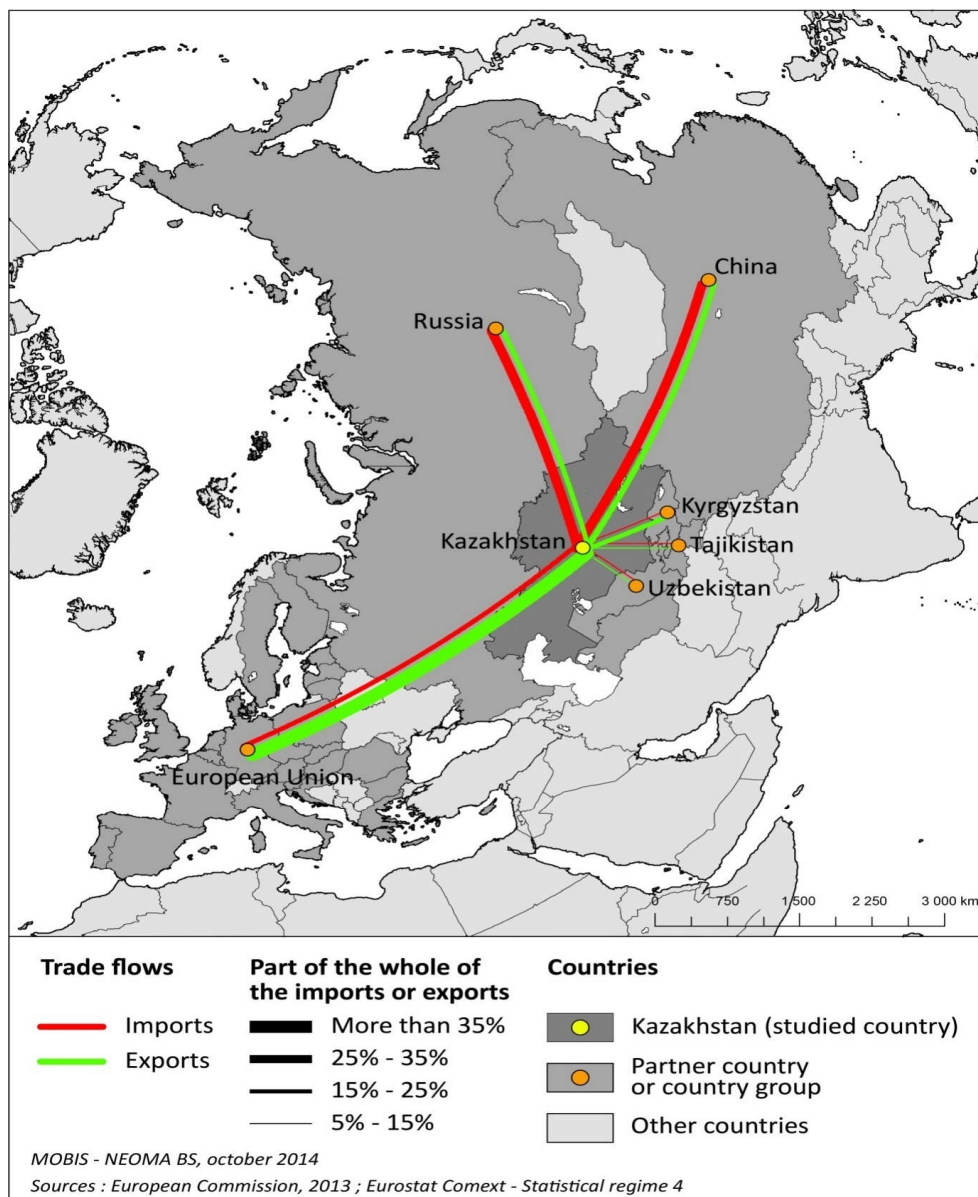 China
Russia
Kyrgyzstan
Kazakhstan
Tajikistan
Uzbekistan
European Union
0 750 1 500 2 250 3 000 km
Trade flows
Imports
Exports
Part of the whole of
the imports or exports
More than 35%
25% - 35%
15% - 25%
5% - 15%
Countries
Kazakhstan (studied country)
Partner country
or country group
Other countries
MOBIS - NEOMA BS, october 2014
Sources : European Commission, 2013 ; Eurostat Comext - Statistical regime 4